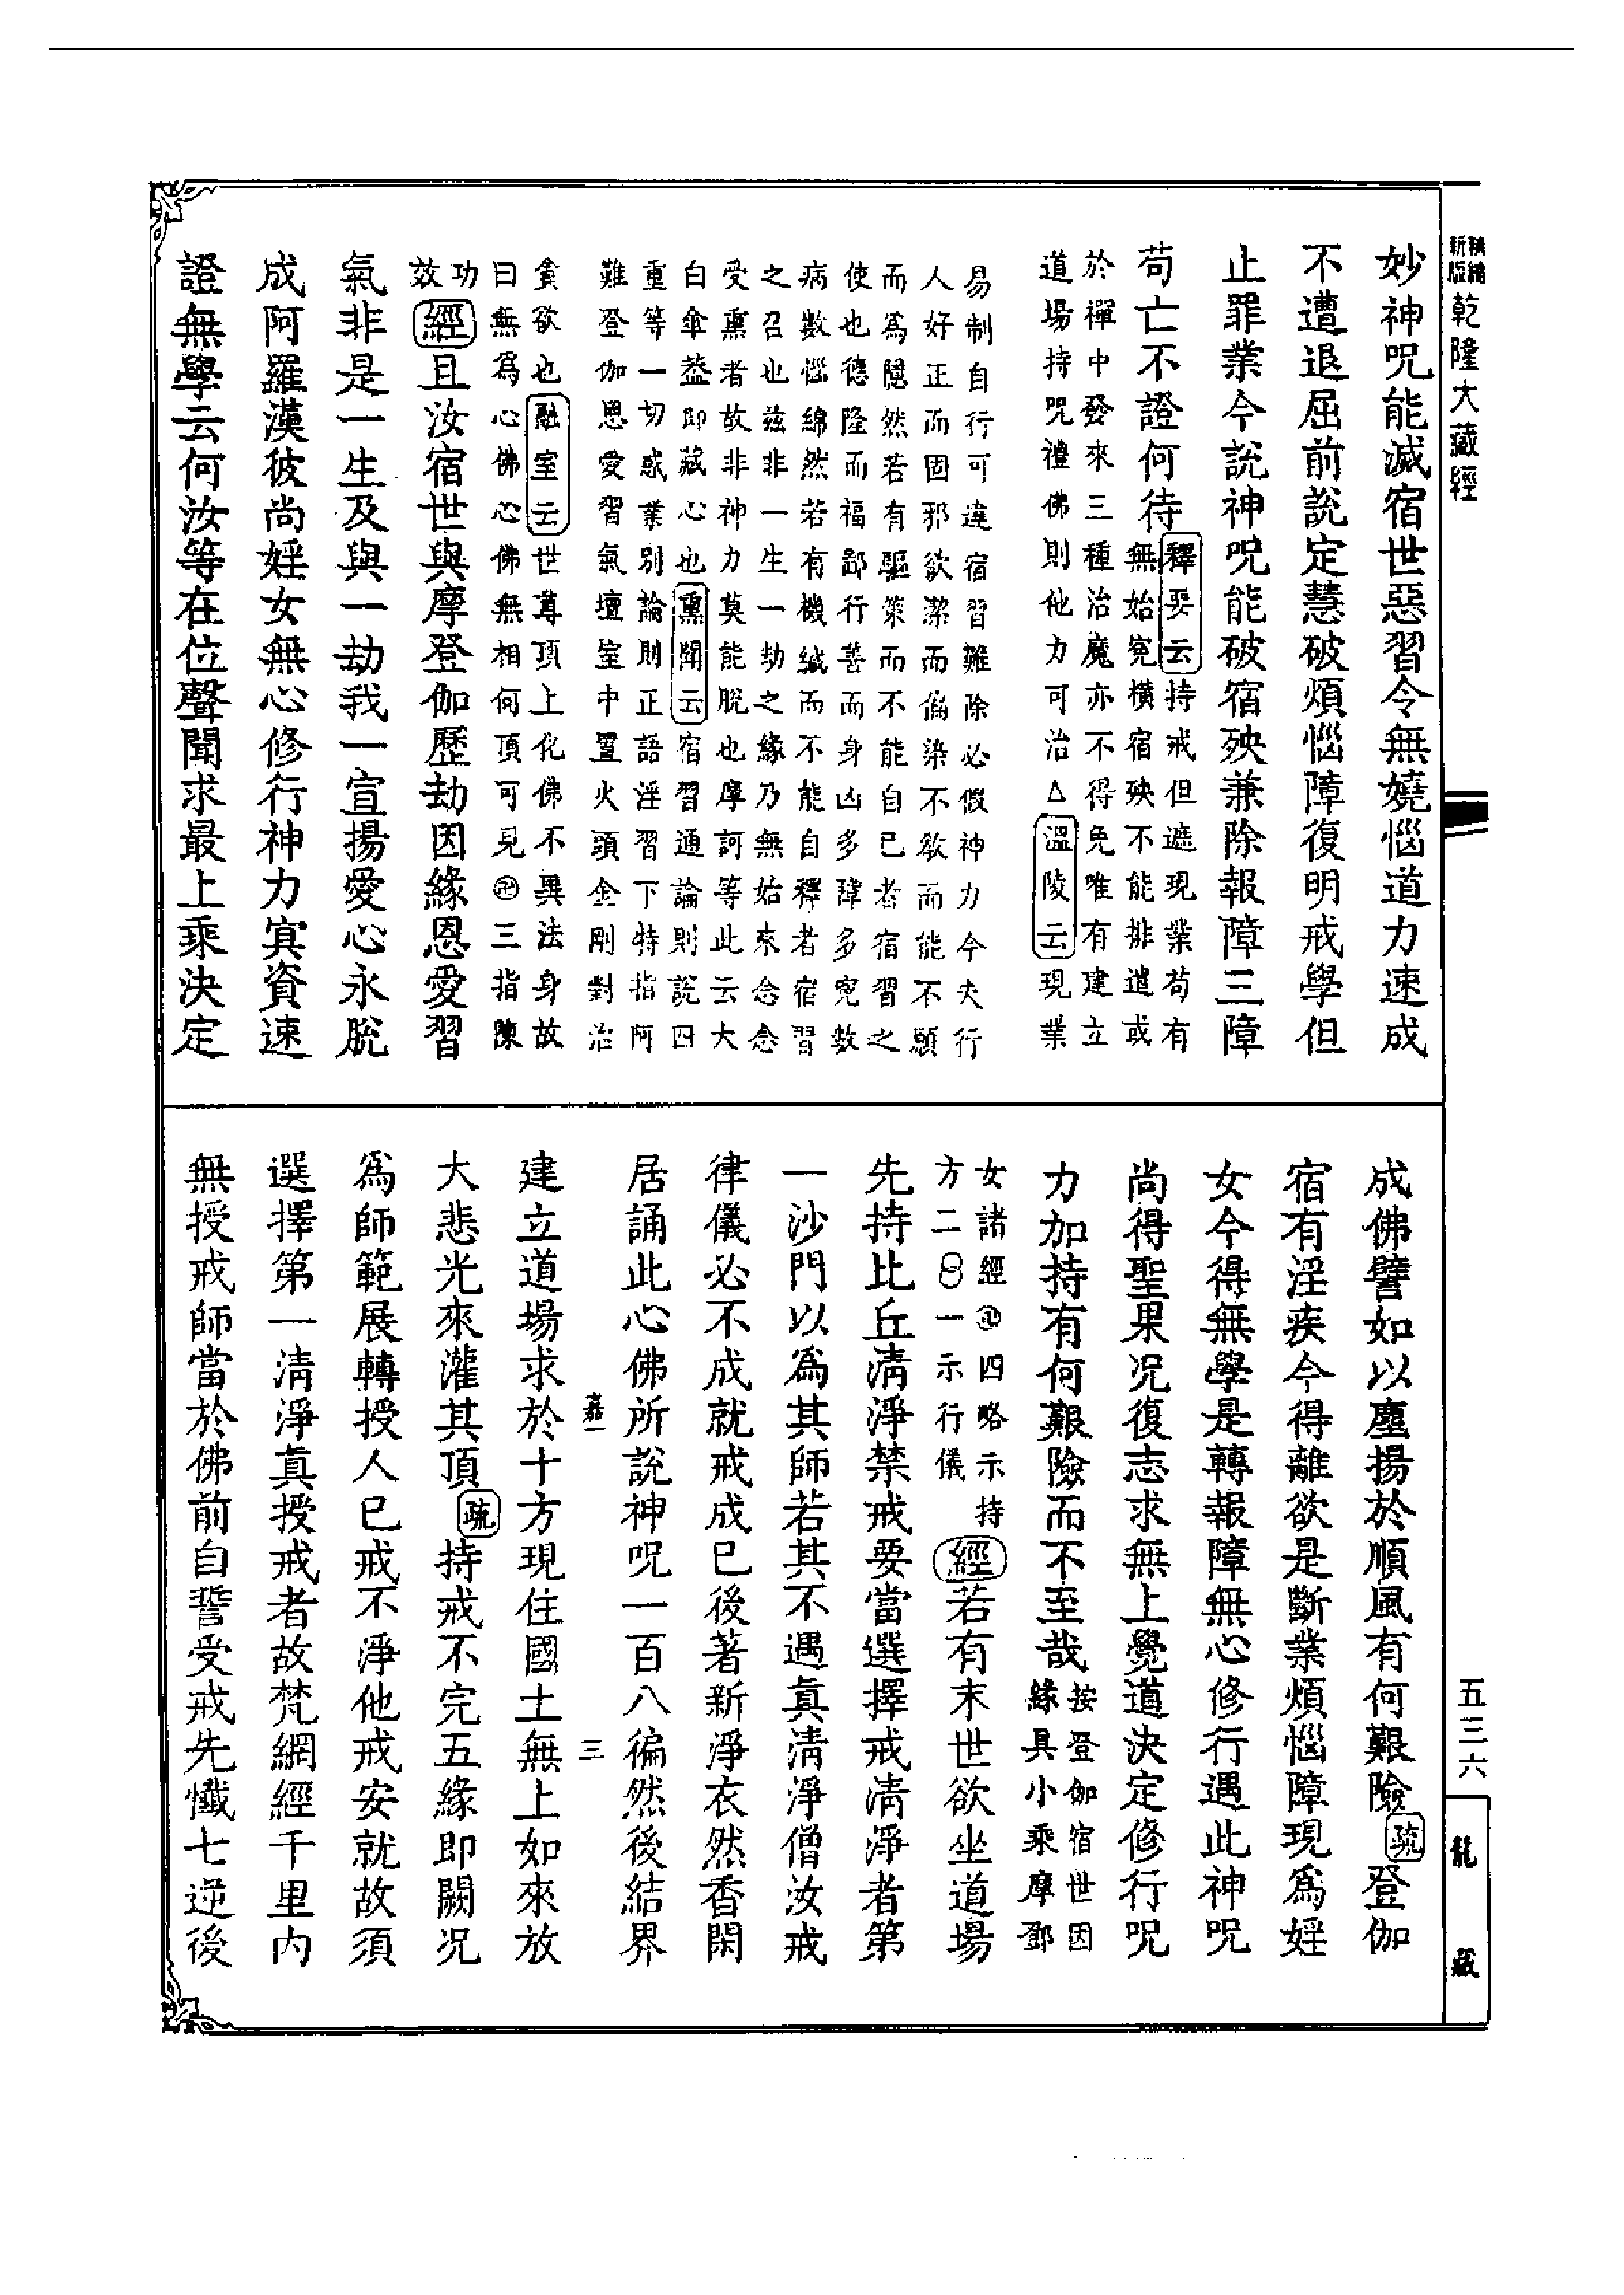 新版精編乾隆大藏經
妙神咒能滅宿世惡習令無嬈惱道力速成
不遭退屈前說定慧破煩惱障復明戒學但
止罪業今說神咒能破宿殃兼除報障三障
苟亡不證何待釋要云持戒但遮現業苟有
無始冤橫宿殃不能排遣或
於禪中發來三種治魔亦不得免唯有建立
道場持咒禮佛則他力可治△溫陵云現業
易制自行可違宿習難除必假神力今夫行
人好正而固邪欲潔而偏染不欲而能不願
而爲隱然若有驅策而不能自已者宿習之
使也德隆而福鄙行善而身凶多障多冤數
病數惱綿然若有機緘而不能自釋者宿習
之召也茲非一生一劫之緣乃無始來念念
受熏者故非神力莫能脫也摩訶等此云大
白傘葢即藏心也熏聞云宿習通論則說四
重等一切惑業別論則正語淫習下特指阿
難登伽恩愛習氣壇室中置火頭金剛對治
貪欲也融室云世尊頂上化佛不異法身故
曰無爲心佛心佛無相何頂可見卍三指陳
功
效經且汝宿世與摩登伽歷劫因緣恩愛習
氣非是一生及與一劫我一宣揚愛心永脫
成阿羅漢彼尚婬女無心修行神力冥資速
證無學云何汝等在位聲聞求最上乘決定
成佛譬如以塵揚於順風有何艱險疏登伽
宿有淫疾今得離欲是斷業煩惱障現爲婬
女今得無學是轉報障無心修行遇此神咒
尚得聖果况復志求無上覺道決定修行咒
力加持有何艱險而不至哉按登伽宿世因
緣具小乘摩鄧
女諸經卍四略示持
方二〇〇一示行儀經若有末世欲坐道場
先持比丘清淨禁戒要當選擇戒清淨者第
一沙門以爲其師若其不遇真清淨僧汝戒
律儀必不成就戒成已後著新淨衣然香閑
居誦此心佛所說神咒一百八徧然後結界
嘉一 三
建立道場求於十方現住國土無上如來放
大悲光來灌其頂疏持戒不完五緣即闕况
爲師範展轉授人已戒不淨他戒安就故須
選擇第一清淨真授戒者故梵網經千里內
無授戒師當於佛前自誓受戒先懺七逆後
五三六
龍藏